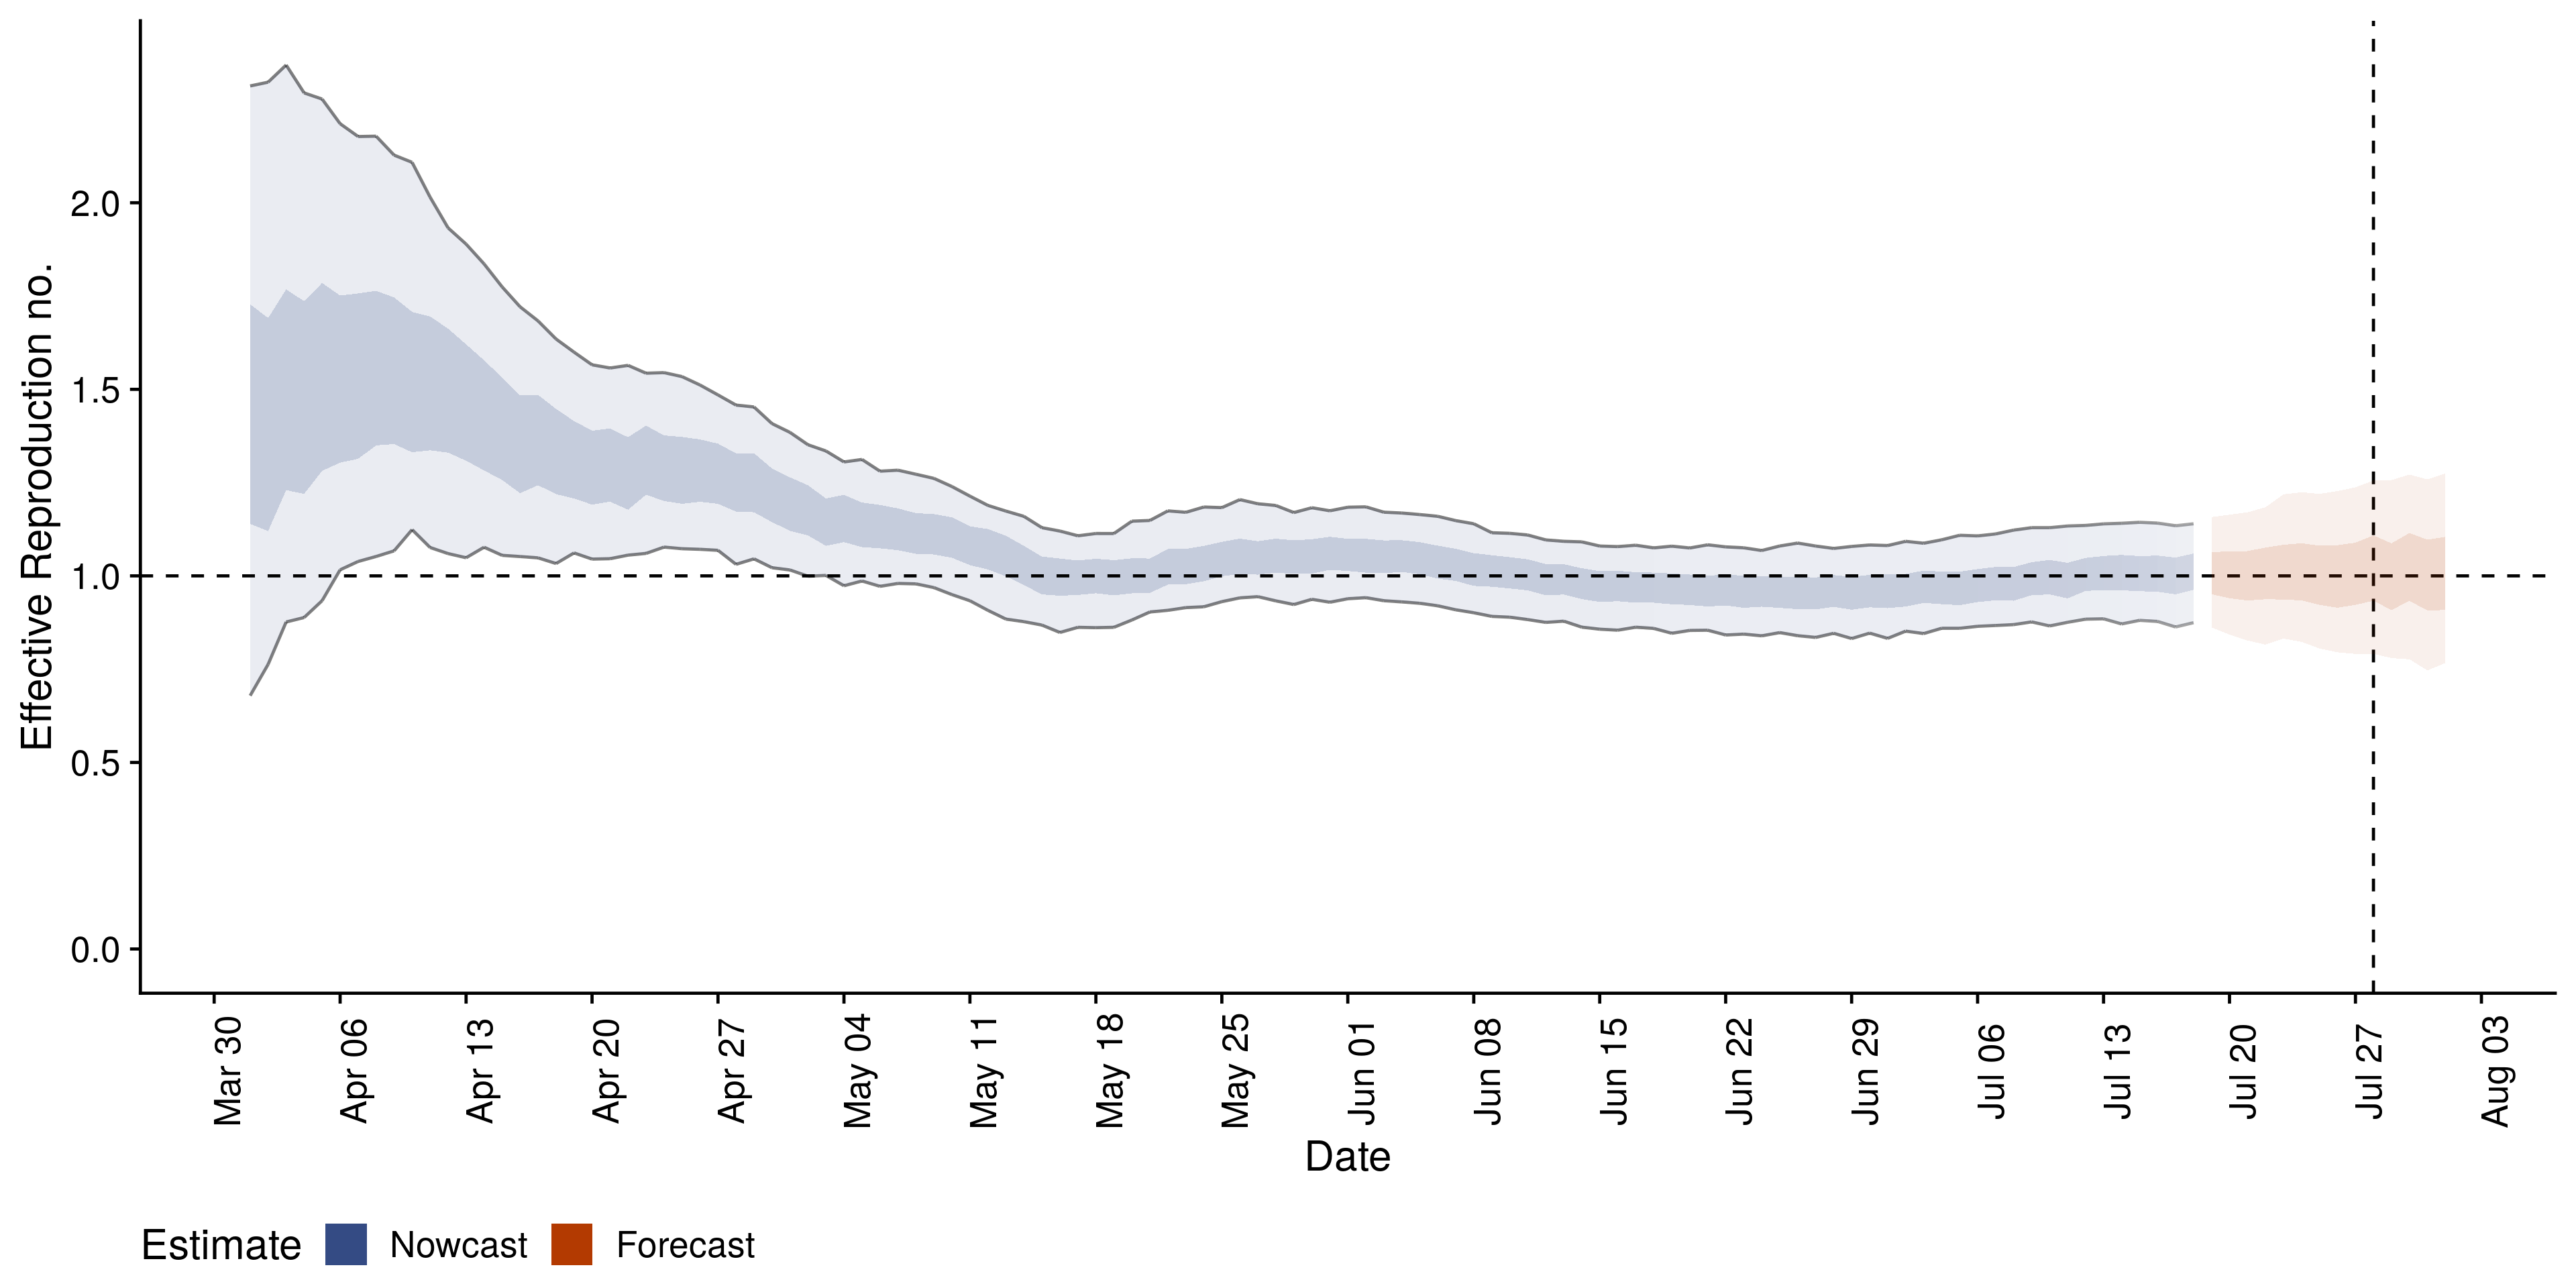 Effective Reproduction no.
2.0
1.5
1.0
0.5
0.0
Mar 30
Apr 06
Apr 13
Apr 20
Apr 27
May 04
May 11
May 18
May 25
Jun 01
Jun 08
Jun 15
Jun 22
Jun 29
Jul 06
Jul 13
Jul 20
Jul 27
Aug 03
Date
Estimate Nowcast Forecast